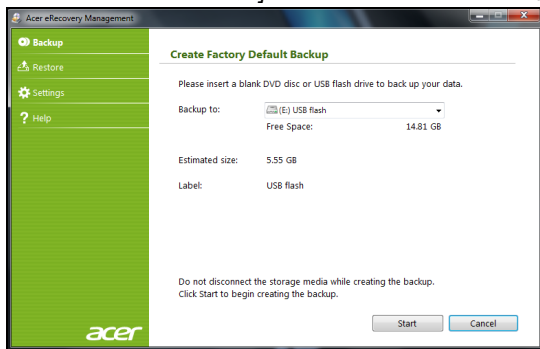 Acer eRecovery Management
Backup
Restore
Settings
? Help
Create Factory Default Backup
Please insert a blank DVD disc or USB flash drive to back up your data.
Backup to: (E:) USB flash
Free Space: 14.81 GB
Estimated size: 5.55 GB
Label: USB flash
Do not disconnect the storage media while creating the backup.
Click Start to begin creating the backup.
Start Cancel
acer